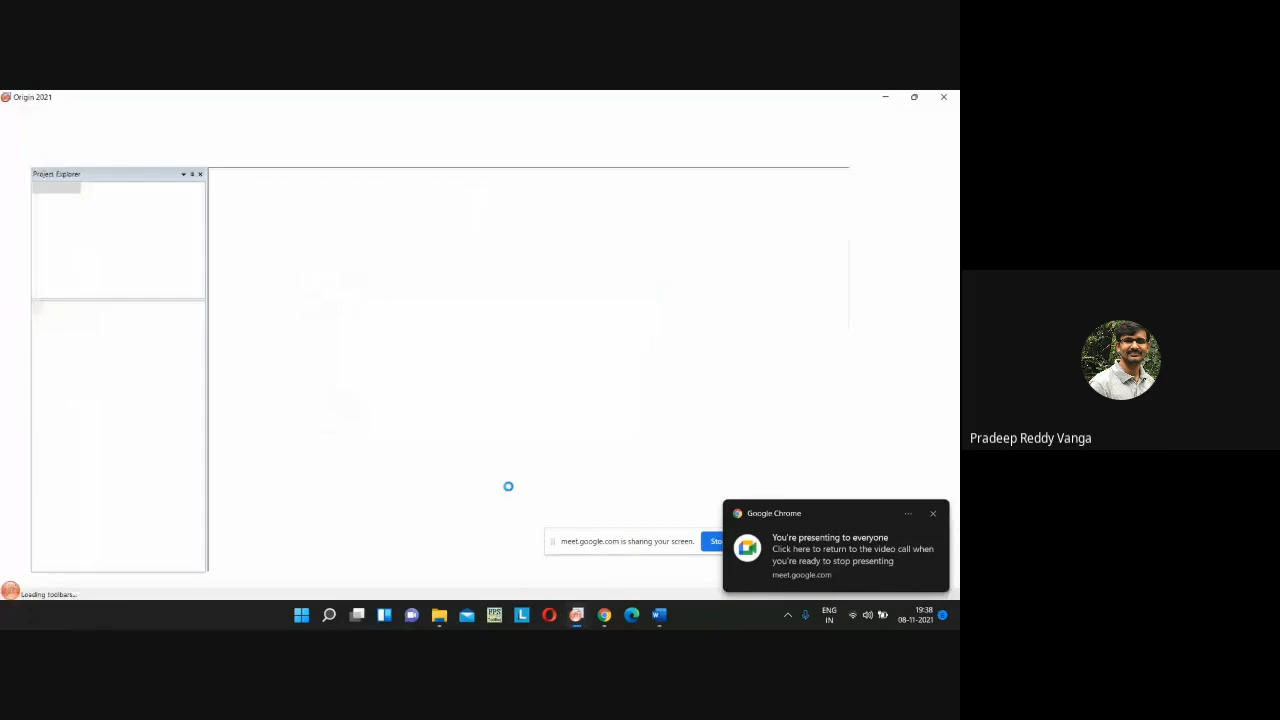 Origin 2021
Project Explorer
Pradeep Reddy Vanga
Google Chrome
You're presenting to everyone
Click here to return to the video call when
you're ready to stop presenting
meet.google.com
meet.google.com is sharing your screen.
Sto
Loading toolbars...
L
W
ENG
IN
19:38
08-11-2021